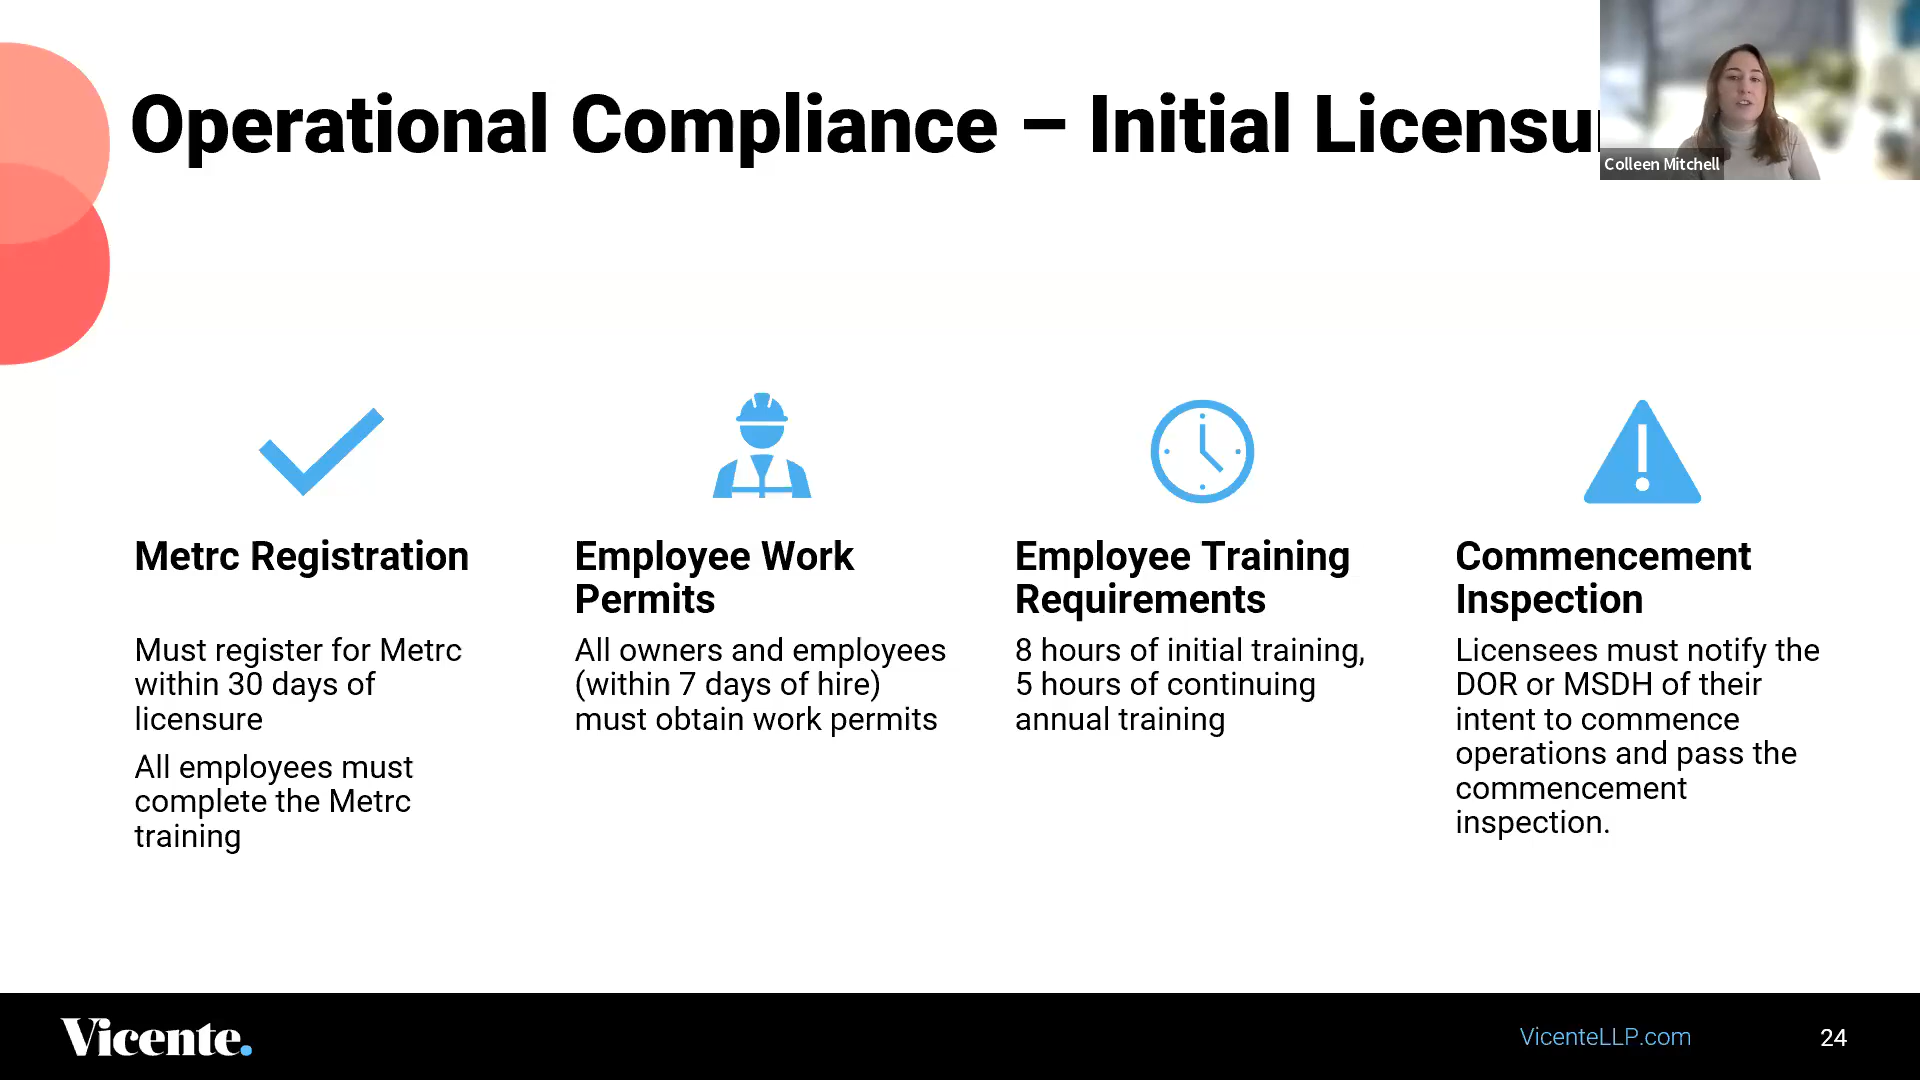 Operational Compliance – Initial Licensu
Colleen Mitchell
Metrc Registration
Must register for Metrc
within 30 days of
licensure
All employees must
complete the Metrc
training
Employee Work
Permits
All owners and employees
(within 7 days of hire)
must obtain work permits
Employee Training
Requirements
8 hours of initial training,
5 hours of continuing
annual training
Commencement
Inspection
Licensees must notify the
DOR or MSDH of their
intent to commence
operations and pass the
commencement
inspection.
Vicente.
VicenteLLP.com
24